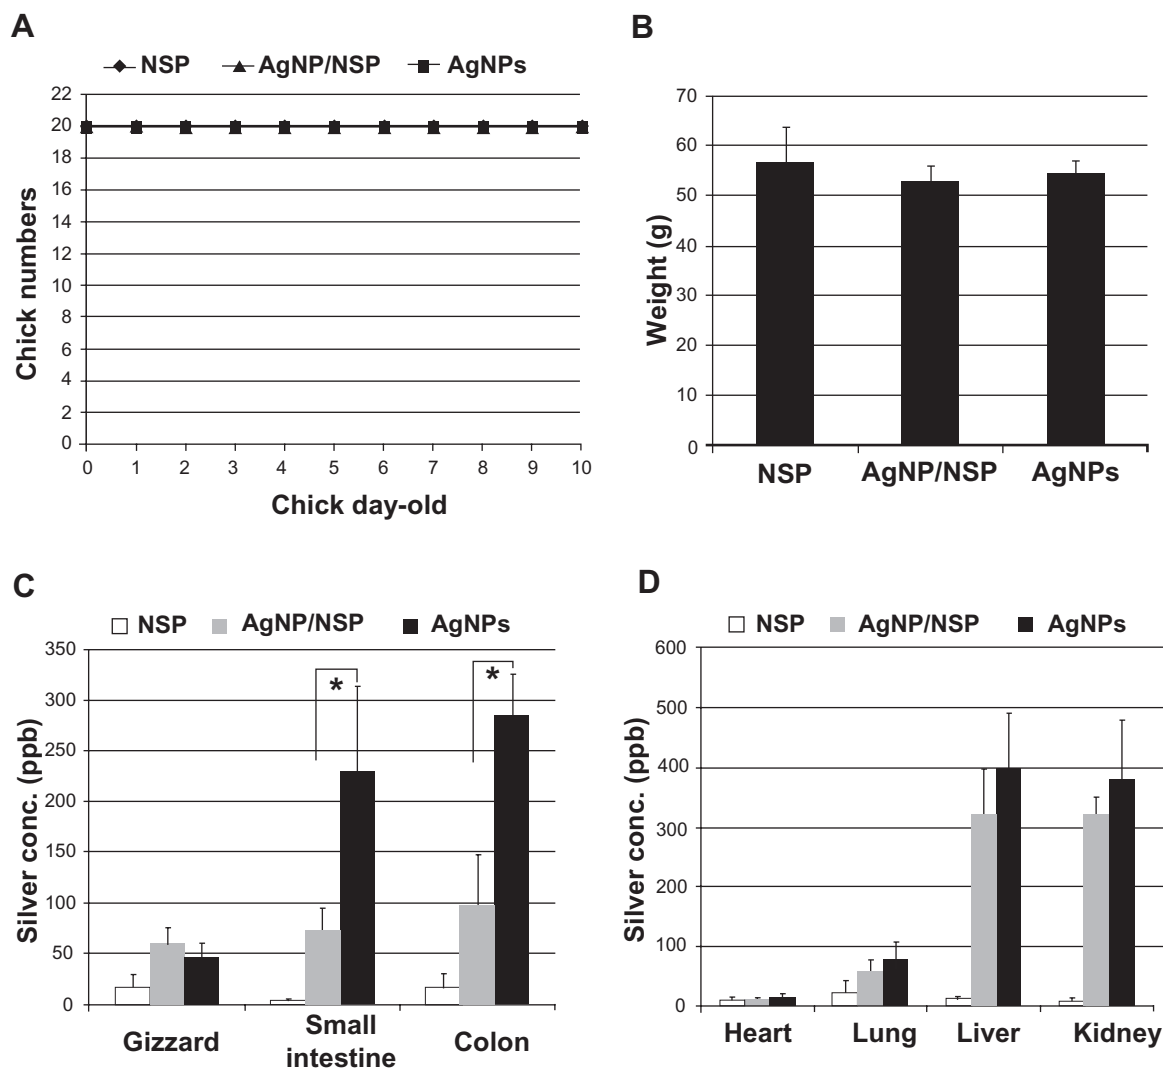 A
NSP AgNP/NSP AgNPs
22
20
18
16
14
12
10
8
6
4
2
0
Chick numbers
0 1 2 3 4 5 6 7 8 9 10
Chick day-old
B
70
60
50
40
30
20
10
0
Weight (g)
NSP AgNP/NSP AgNPs
C
NSP AgNP/NSP AgNPs
350
300
250
200
150
100
50
0
Silver conc. (ppb)
* *
Gizzard Small intestine Colon
D
NSP AgNP/NSP AgNPs
600
500
400
300
200
100
0
Silver conc. (ppb)
Heart Lung Liver Kidney